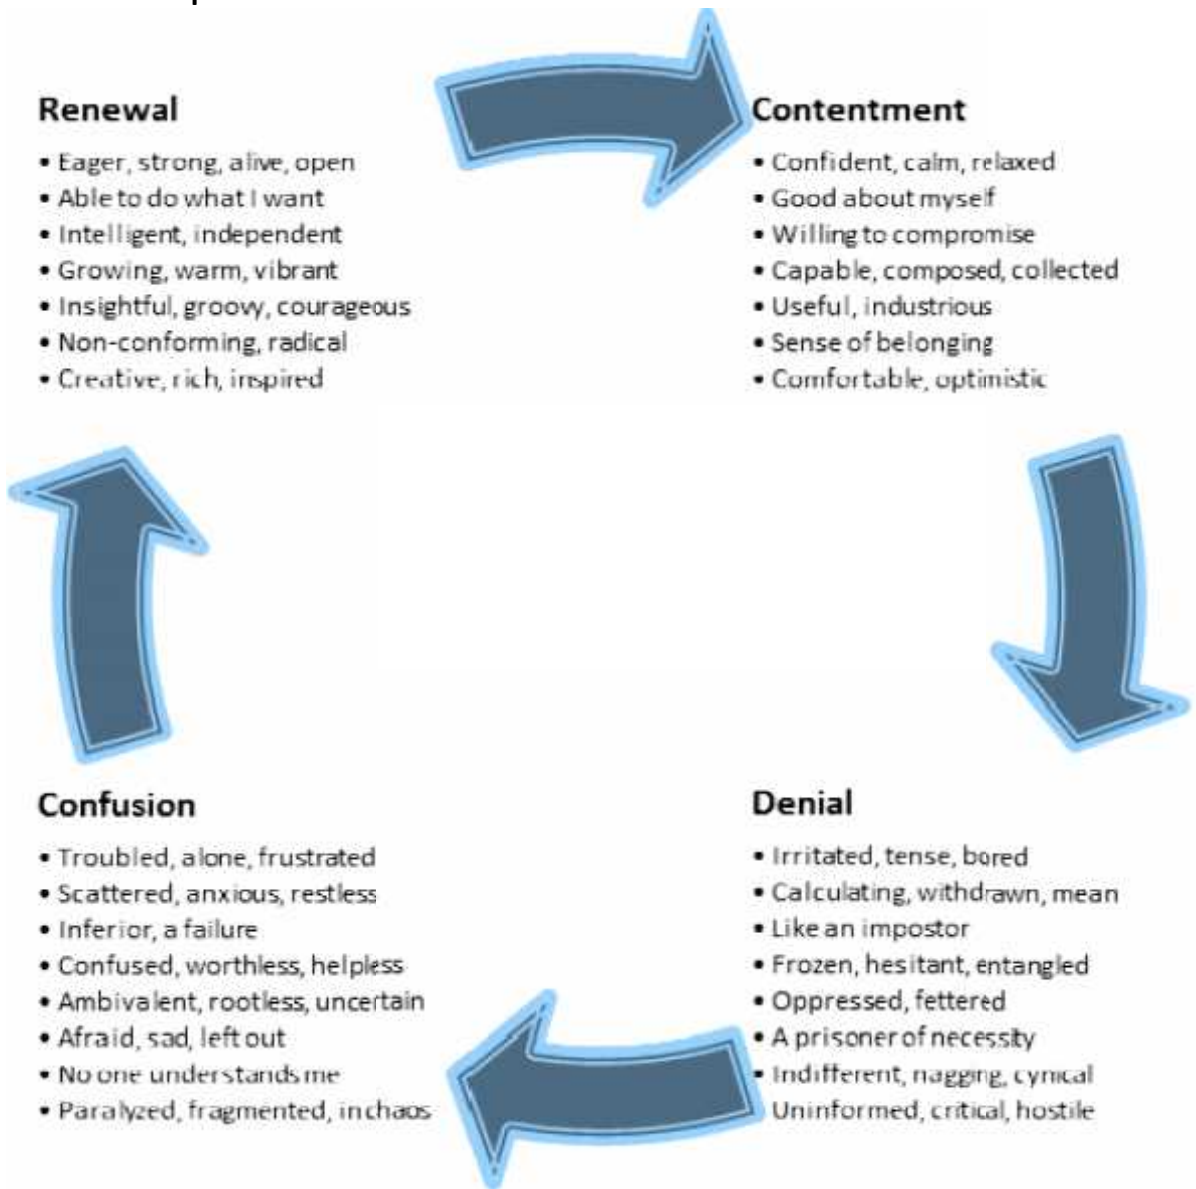 Renewal
• Eager, strong, alive, open
• Able to do what I want
• Intelligent, independent
• Growing, warm, vibrant
• Insightful, groovy, courageous
• Non-conforming, radical
• Creative, rich, inspired
Contentment
• Confident, calm, relaxed
• Good about myself
• Willing to compromise
• Capable, composed, collected
• Useful, industrious
• Sense of belonging
• Comfortable, optimistic
Confusion
• Troubled, alone, frustrated
• Scattered, anxious, restless
• Inferior, a failure
• Confused, worthless, helpless
• Ambivalent, rootless, uncertain
• Afraid, sad, left out
• No one understands me
• Paralyzed, fragmented, in chaos
Denial
• Irritated, tense, bored
• Calculating, withdrawn, mean
• Like an impostor
• Frozen, hesitant, entangled
• Oppressed, fettered
• A prisoner of necessity
• Indifferent, nagging, cynical
Uninformed, critical, hostile